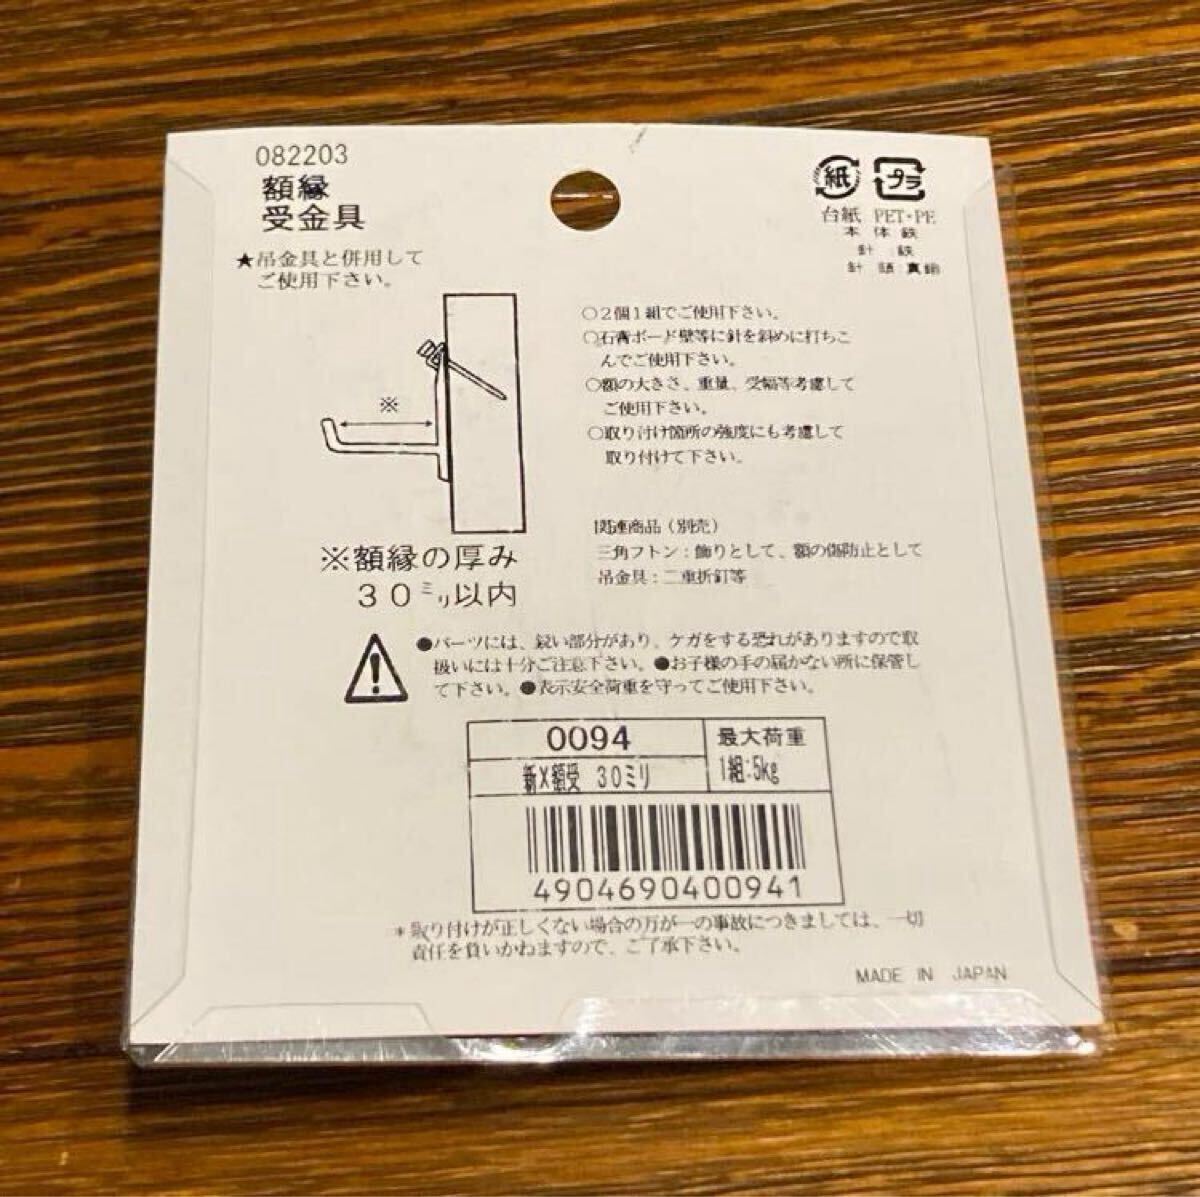 082203
額縁
受金具
★吊金具と併用して
ご使用下さい。
紙 プラ
台紙 PET・PE
本体 鉄
針 : 鉄
針頭:真鍮
※
○2個1組でご使用下さい。
○石膏ボード壁等に針を斜めに打ちこ
んでご使用下さい。
○額の大きさ、重量、受幅等考慮して
ご使用下さい。
○取り付け箇所の強度にも考慮して
取り付けて下さい。
関連商品(別売)
三角フトン:飾りとして、額の傷防止として
吊金具:二重折釘等
※額縁の厚み
30ミリ以内
●パーツには、鋭い部分があり、ケガをする恐れがありますので取
扱いには十分ご注意下さい。●お子様の手の届かない所に保管し
て下さい。●表示安全荷重を守ってご使用下さい。
0094
新X額受 30ミリ
最大荷重
1組:5kg
4904690400941
*取り付けが正しくない場合の万が一の事故につきましては、一切
責任を負いかねますので、ご了承下さい。
MADE IN JAPAN